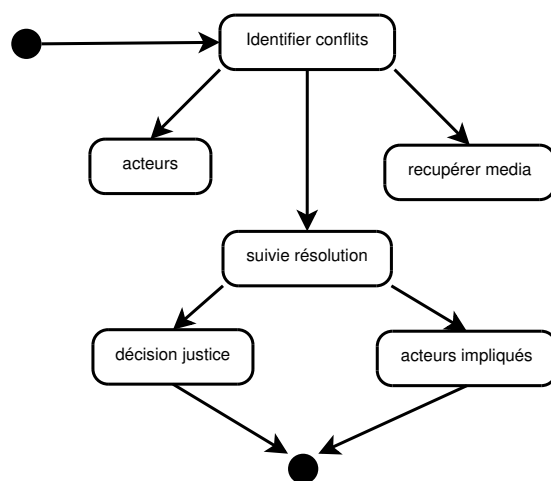 Identifier conflits
acteurs
recupérer media
suivie résolution
décision justice
acteurs impliqués